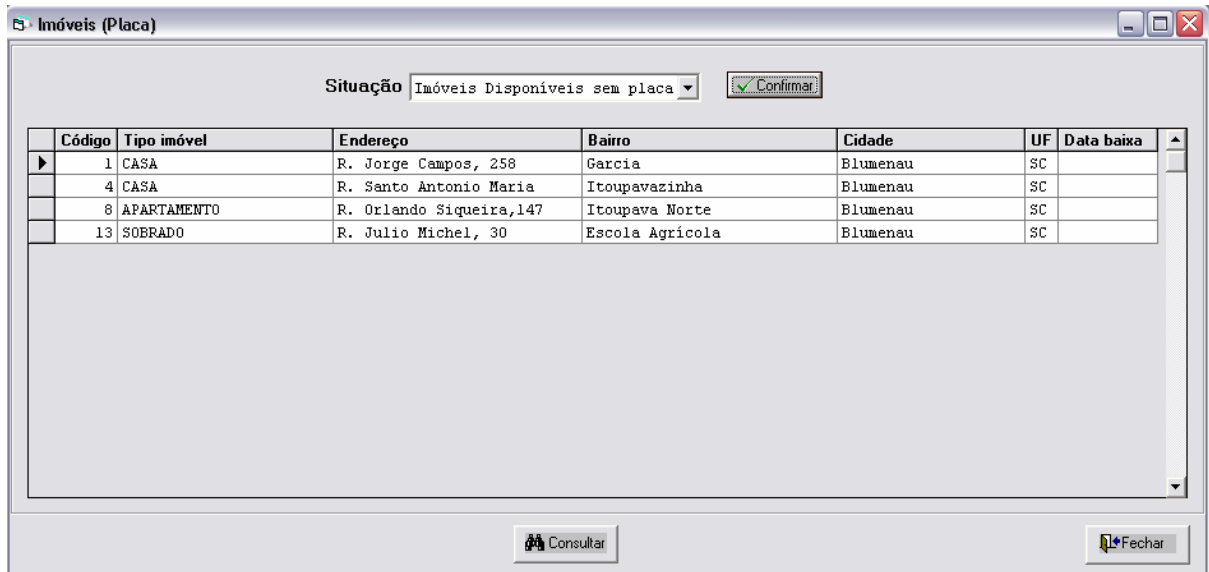 Imóveis (Placa)
Situação Imóveis Disponíveis sem placa Confirmar
Código Tipo imóvel Endereço Bairro Cidade UF Data baixa
1 CASA R. Jorge Campos, 258 Garcia Blumenau SC
4 CASA R. Santo Antonio Maria Itoupavazinha Blumenau SC
8 APARTAMENTO R. Orlando Siqueira,147 Itoupava Norte Blumenau SC
13 SOBRADO R. Julio Michel, 30 Escola Agrícola Blumenau SC
Consultar Fechar